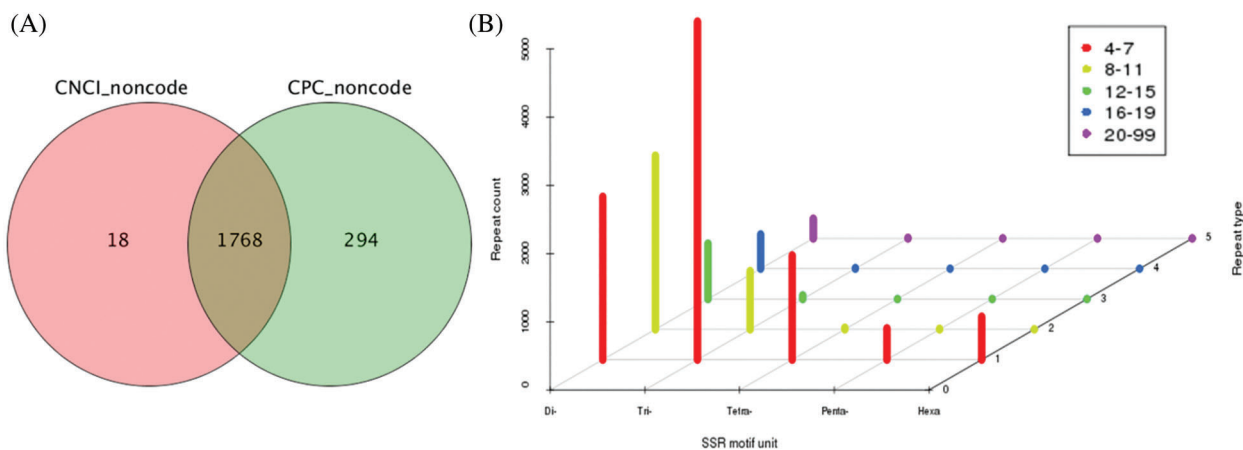 (A)
CNCI_noncode
CPC_noncode
18
1768
294
(B)
Repeat count
0
1000
2000
3000
4000
5000
4-7
8-11
12-15
16-19
20-99
Di-
Tri-
Tetra-
Penta-
Hexa
SSR motif unit
0
1
2
3
4
5
Repeat type